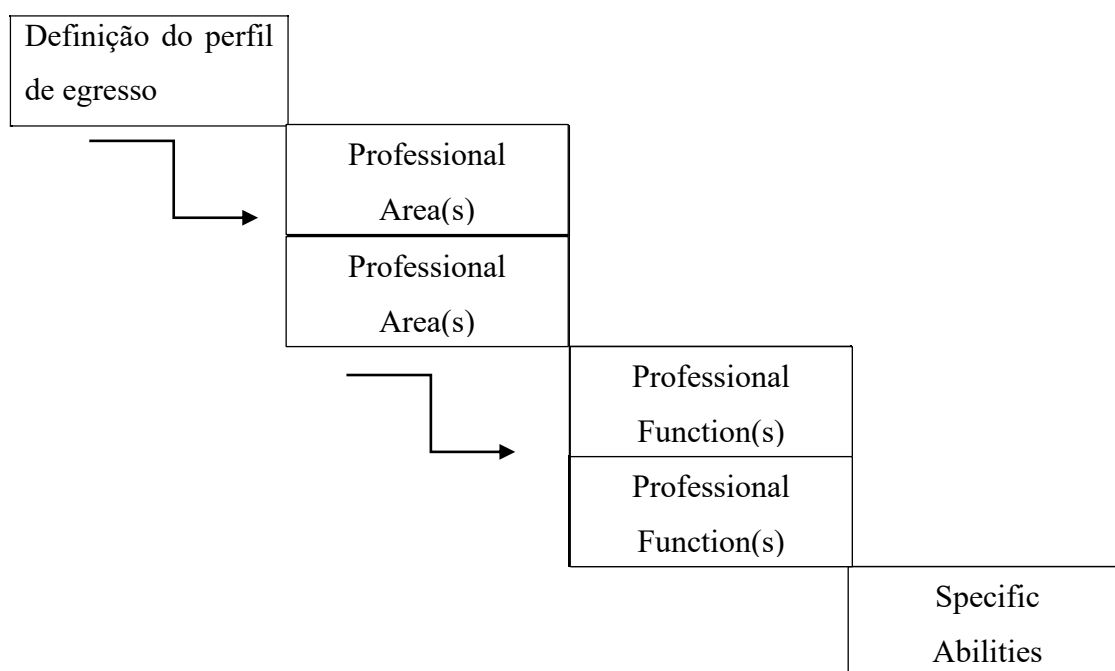 Definição do perfil
de egresso
Professional
Area(s)
Professional
Area(s)
Professional
Function(s)
Professional
Function(s)
Specific
Abilities